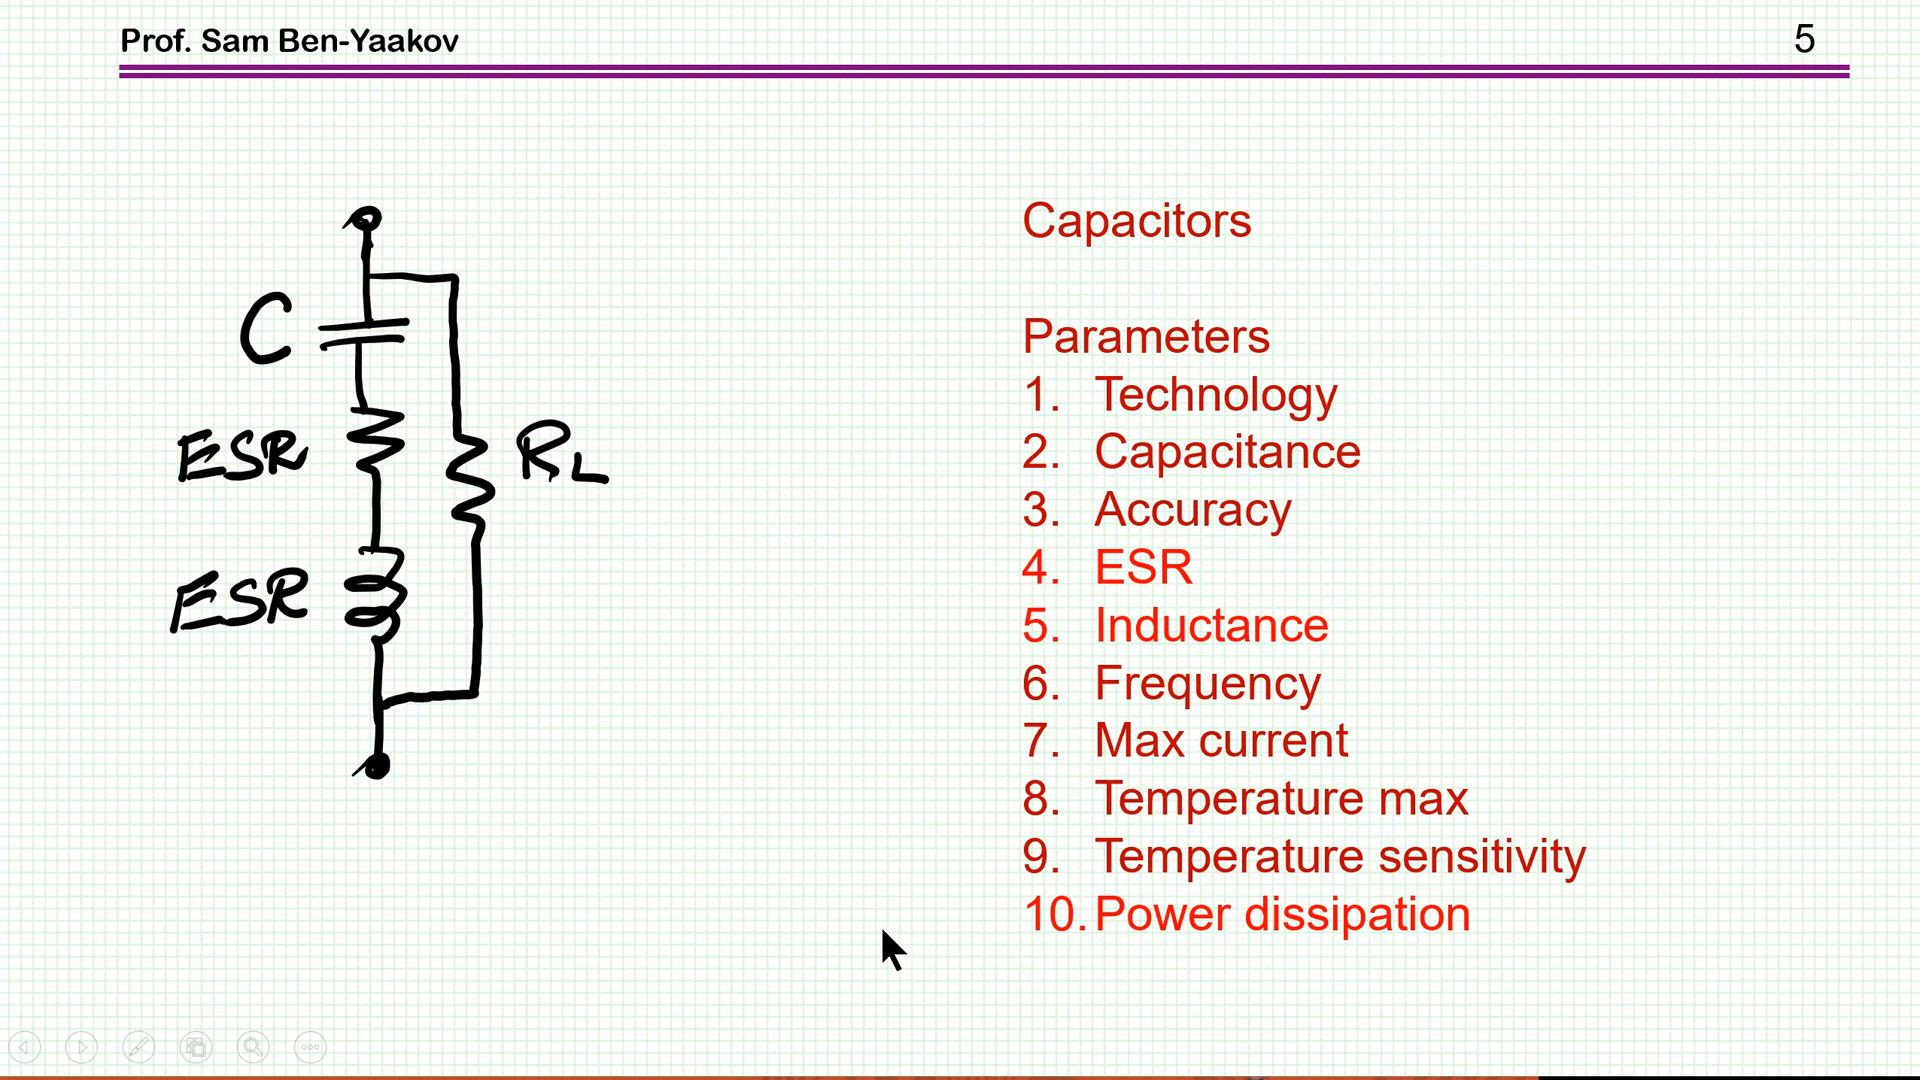 Prof. Sam Ben-Yaakov
5
C
ESR
ESR
RL
Capacitors
Parameters
1. Technology
2. Capacitance
3. Accuracy
4. ESR
5. Inductance
6. Frequency
7. Max current
8. Temperature max
9. Temperature sensitivity
10. Power dissipation